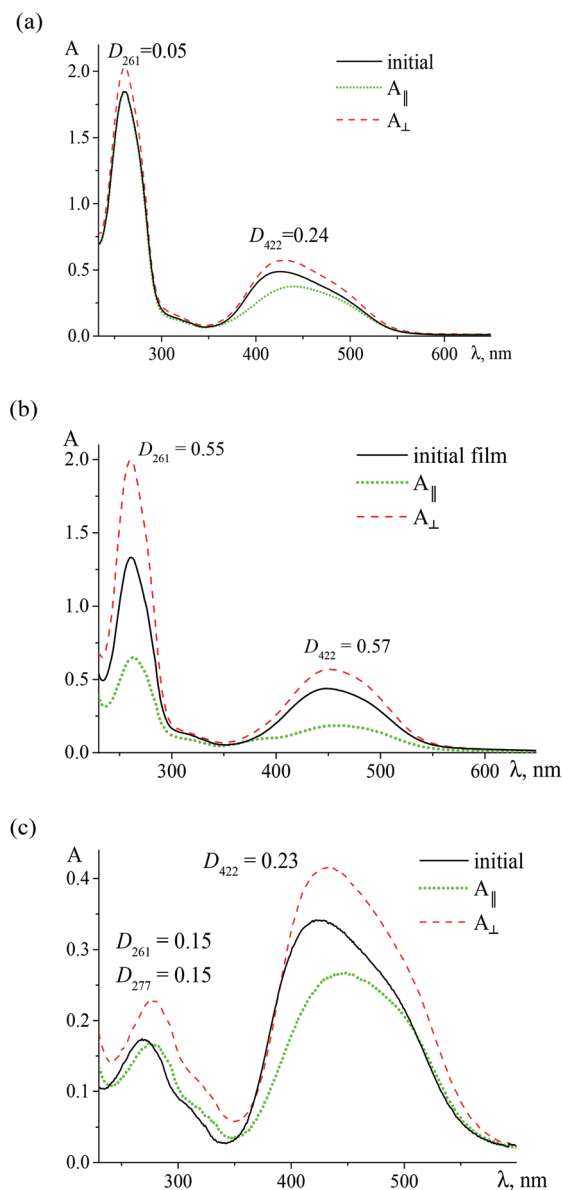 (a)
A
D261=0.05
initial
A∥
A⊥
2.0
1.5
1.0
D422=0.24
0.5
0.0
300
400
500
600
λ, nm
(b)
A
D261 = 0.55
initial film
A∥
A⊥
2.0
1.5
1.0
D422 = 0.57
0.5
0.0
300
400
500
600
λ, nm
(c)
A
D422 = 0.23
initial
A∥
A⊥
0.4
D261 = 0.15
D277 = 0.15
0.3
0.2
0.1
0.0
300
400
500
λ, nm